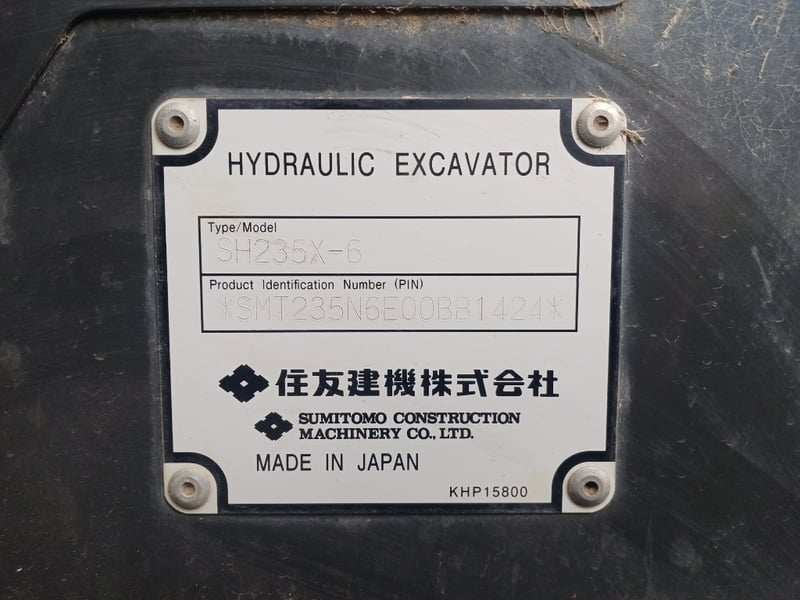 HYDRAULIC EXCAVATOR
Type/Model
SH235X-6
Product Identification Number (PIN)
*SMT235N6E00BB1424*
住友建機株式会社
SUMITOMO CONSTRUCTION
MACHINERY CO., LTD.
MADE IN JAPAN
KHP15800